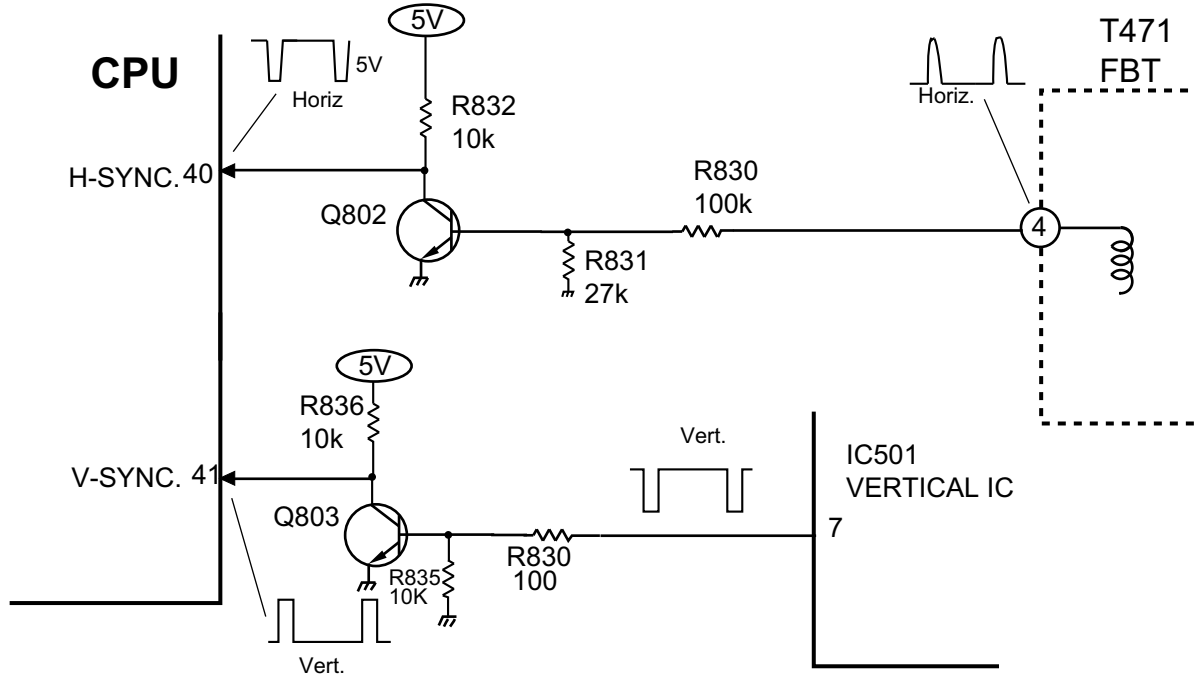 5V
T471
FBT
CPU
5V
Horiz
Horiz.
R832
10k
H-SYNC. 40
R830
100k
Q802
4
R831
27k
5V
R836
10k
Vert.
IC501
VERTICAL IC
V-SYNC. 41
Q803
7
R830
100
R835
10K
Vert.